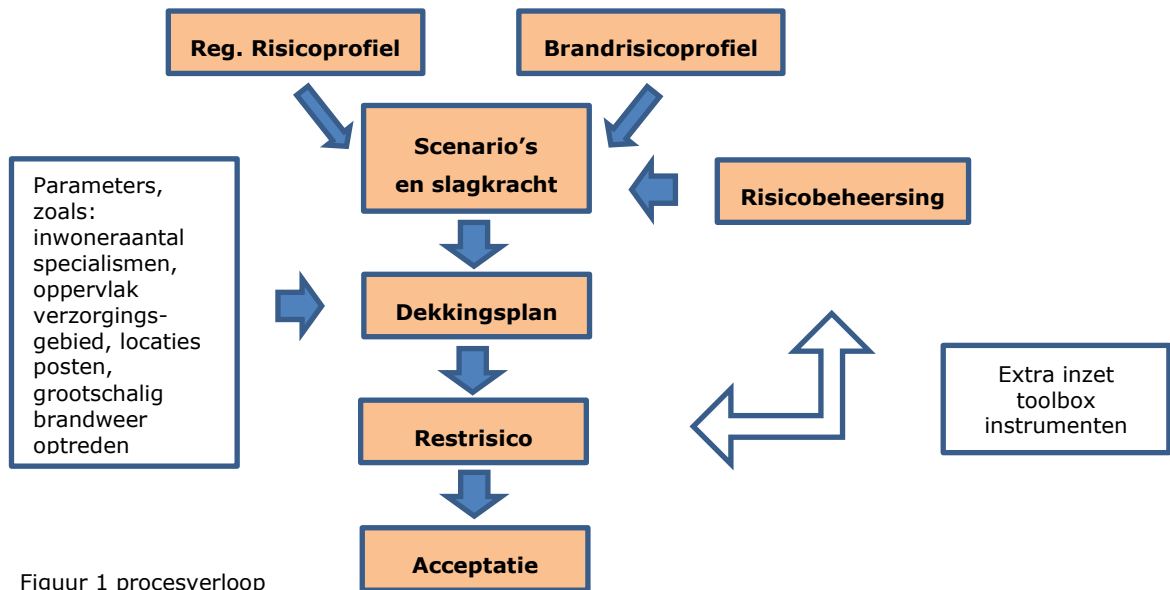 Reg. Risicoprofiel
Brandrisicoprofiel
Scenario's
en slagkracht
Risicobeheersing
Parameters,
zoals:
inwoneraantal
specialismen,
oppervlak
verzorgings-
gebied, locaties
posten,
grootschalig
brandweer
optreden
Dekkingsplan
Extra inzet
toolbox
instrumenten
Restrisico
Acceptatie
Figuur 1 procesverloop